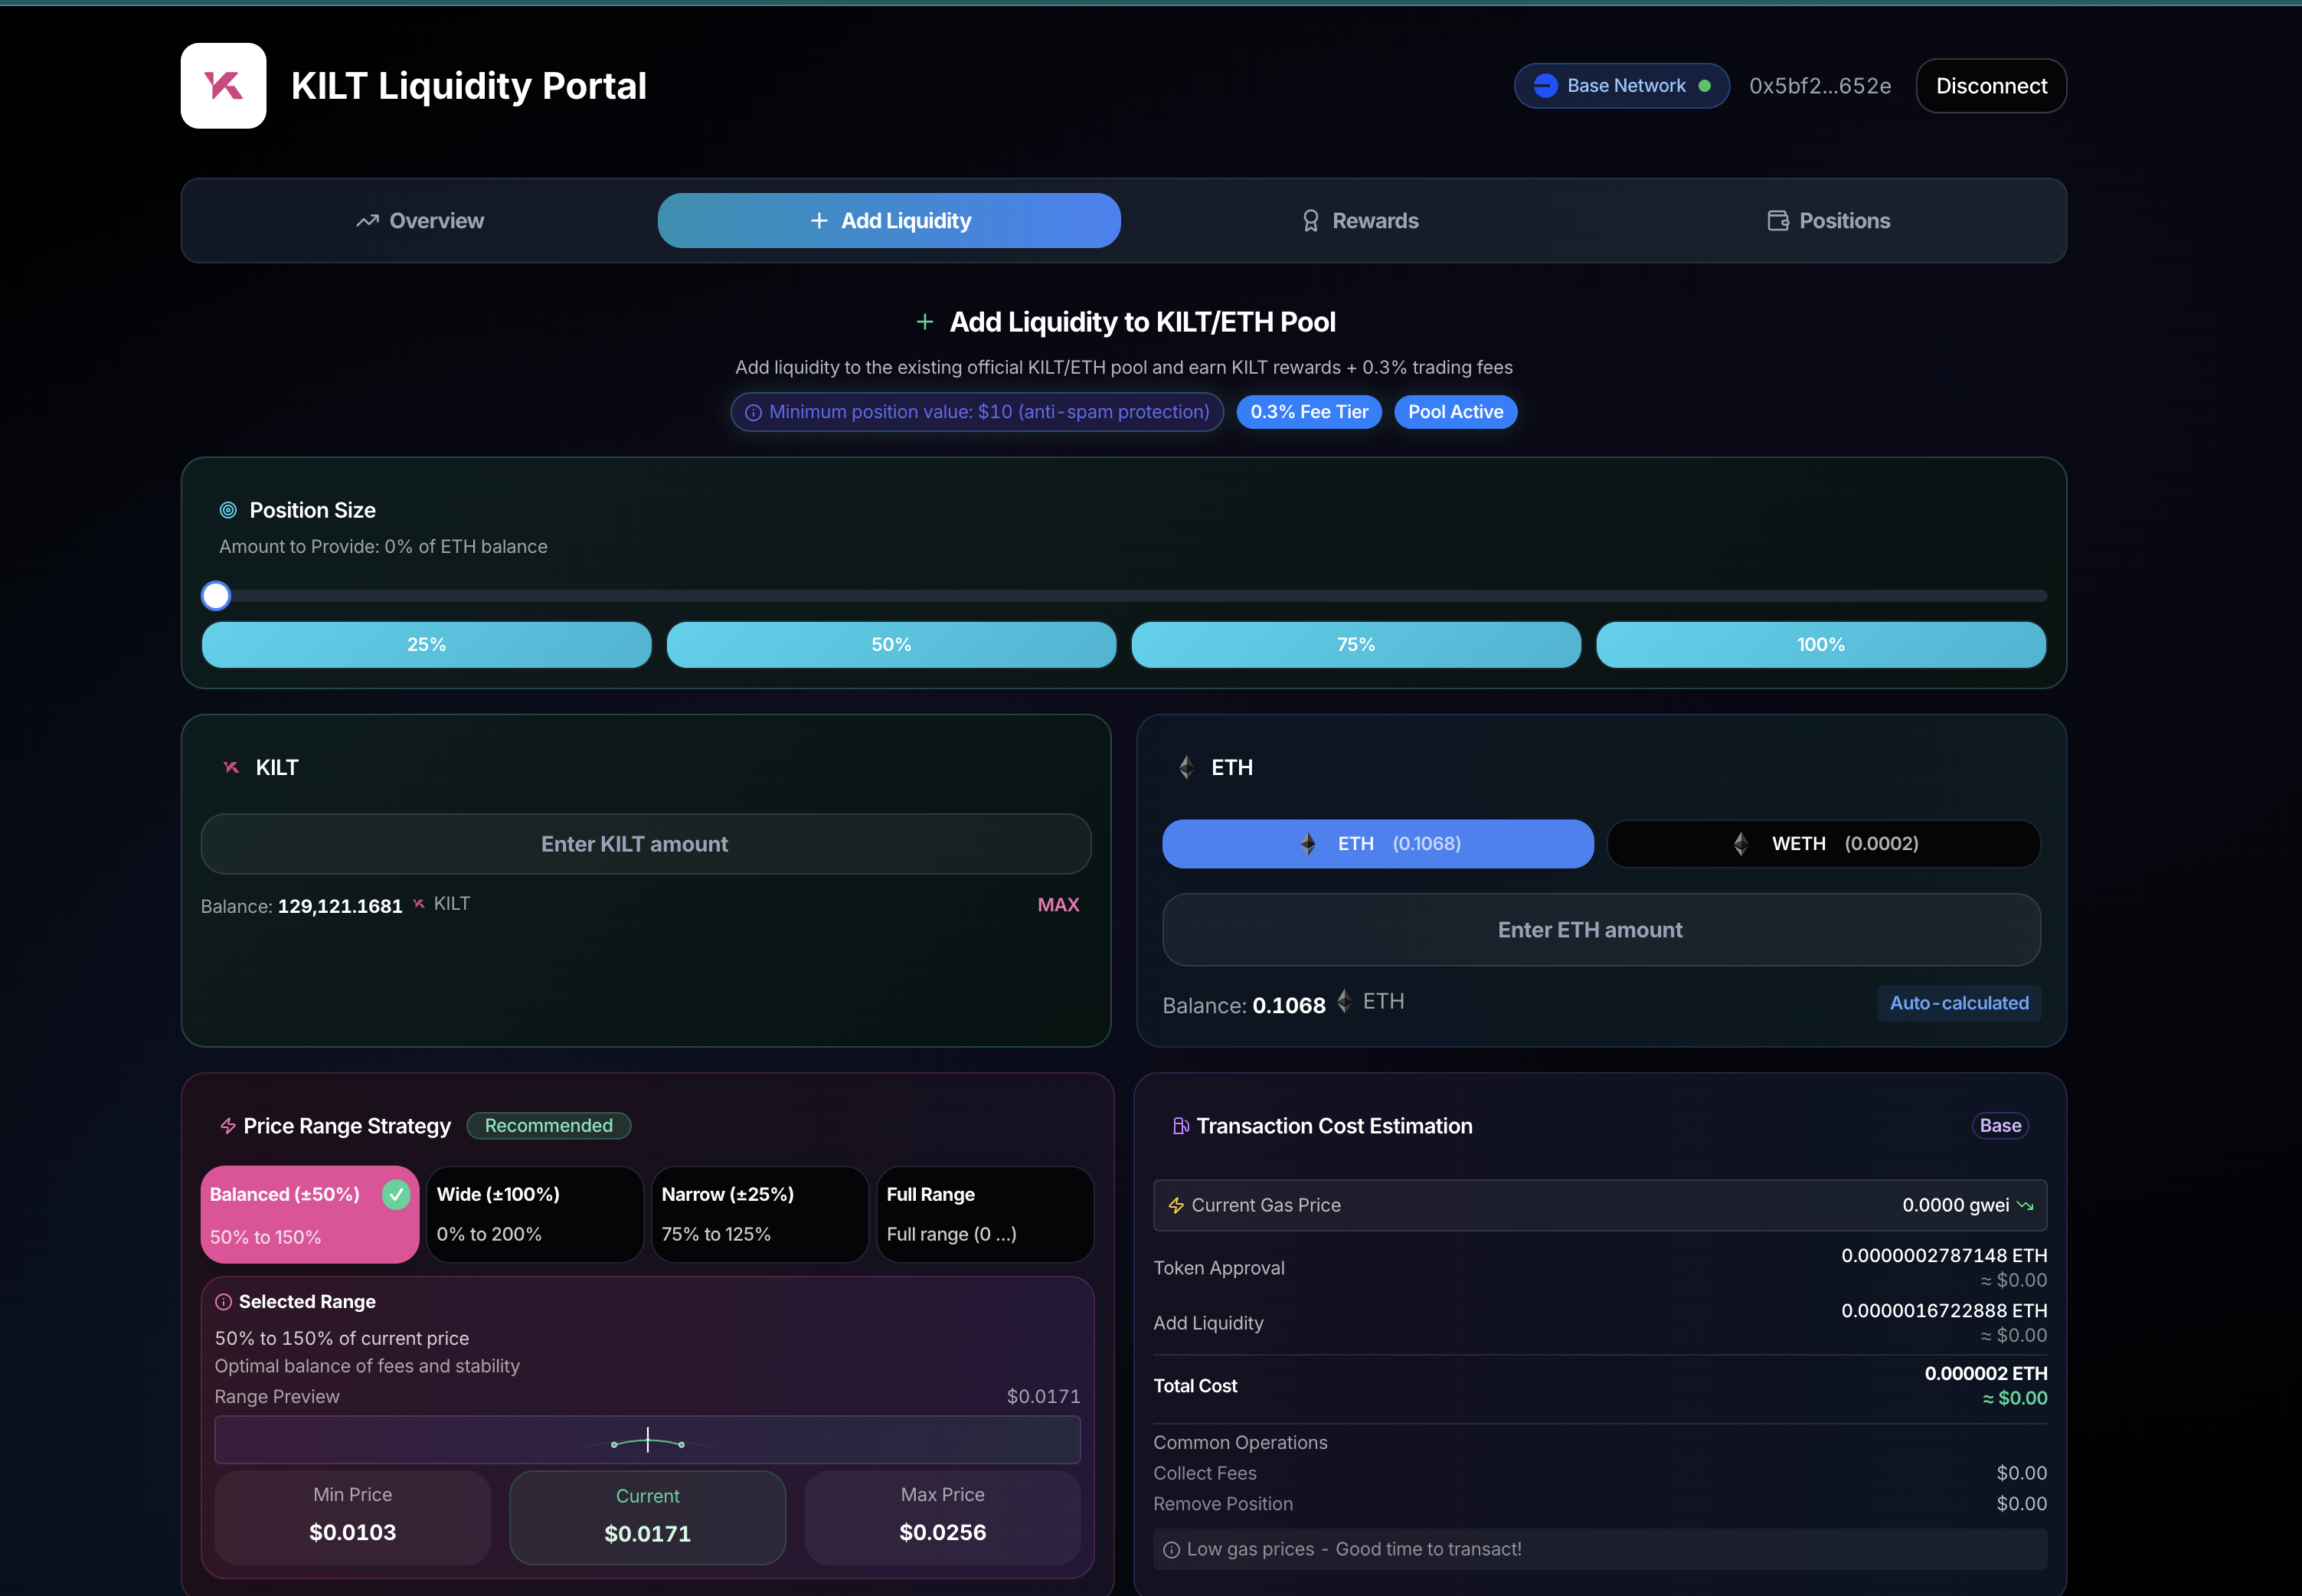 KILT Liquidity Portal
Base Network
0x5bf2...652e
Disconnect
Overview
Add Liquidity
Rewards
Positions
Add Liquidity to KILT/ETH Pool
Add liquidity to the existing official KILT/ETH pool and earn KILT rewards + 0.3% trading fees
Minimum position value: $10 (anti-spam protection)
0.3% Fee Tier
Pool Active
Position Size
Amount to Provide: 0% of ETH balance
25%
50%
75%
100%
KILT
Enter KILT amount
Balance: 129,121.1681 KILT
MAX
ETH
ETH (0.1068)
WETH (0.0002)
Enter ETH amount
Balance: 0.1068 ETH
Auto-calculated
Price Range Strategy
Recommended
Balanced (±50%)
50% to 150%
Wide (±100%)
0% to 200%
Narrow (±25%)
75% to 125%
Full Range
Full range (0 ...)
Selected Range
50% to 150% of current price
Optimal balance of fees and stability
Range Preview
$0.0171
Min Price
$0.0103
Current
$0.0171
Max Price
$0.0256
Transaction Cost Estimation
Base
Current Gas Price
0.0000 gwei
Token Approval
0.0000002787148 ETH
≈ $0.00
Add Liquidity
0.0000016722888 ETH
≈ $0.00
Total Cost
0.000002 ETH
≈ $0.00
Common Operations
Collect Fees
$0.00
Remove Position
$0.00
Low gas prices - Good time to transact!